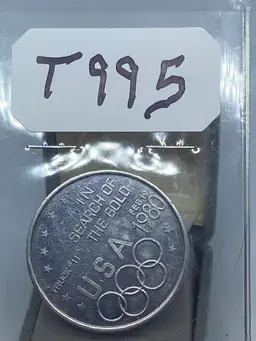 T995
IN
SEARCH OF
THE GOLD
FEB
1980
USA